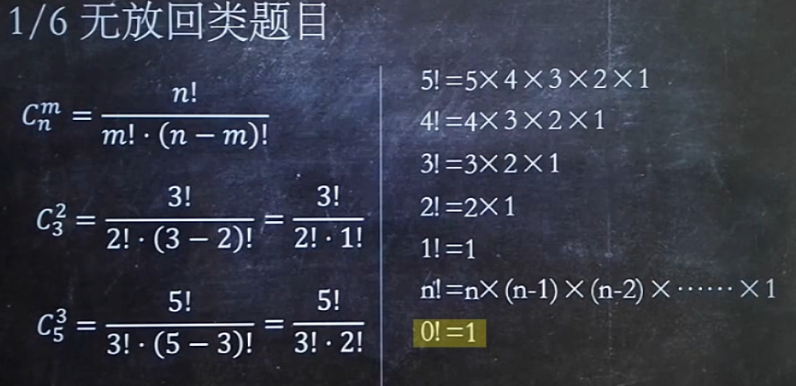 1/6 无放回类题目
C_n^m = n! / (m! · (n − m)!)
C_3^2 = 3! / (2! · (3 − 2)!) = 3! / (2! · 1!)
C_5^3 = 5! / (3! · (5 − 3)!) = 5! / (3! · 2!)
5!=5×4×3×2×1
4!=4×3×2×1
3!=3×2×1
2!=2×1
1!=1
n!=n×(n-1)×(n-2)×⋯⋯×1
0!=1